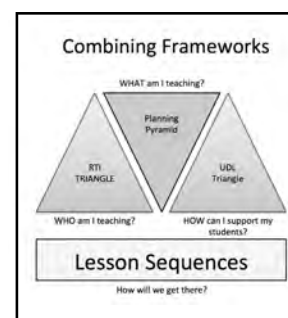 Combining Frameworks
WHAT am I teaching?
Planning
Pyramid
RTI
TRIANGLE
UDL
Triangle
WHO am I teaching?
HOW can I support my
students?
Lesson Sequences
How will we get there?